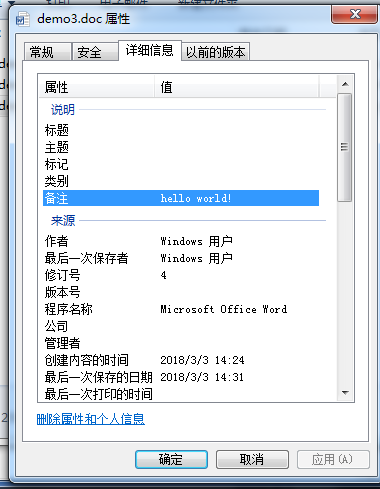 demo3.doc 属性
常规 安全 详细信息 以前的版本
属性 值
说明
标题
主题
标记
类别
备注 hello world!
来源
作者 Windows 用户
最后一次保存者 Windows 用户
修订号 4
版本号
程序名称 Microsoft Office Word
公司
管理者
创建内容的时间 2018/3/3 14:24
最后一次保存的日期 2018/3/3 14:31
最后一次打印的时间
删除属性和个人信息
确定 取消 应用(A)